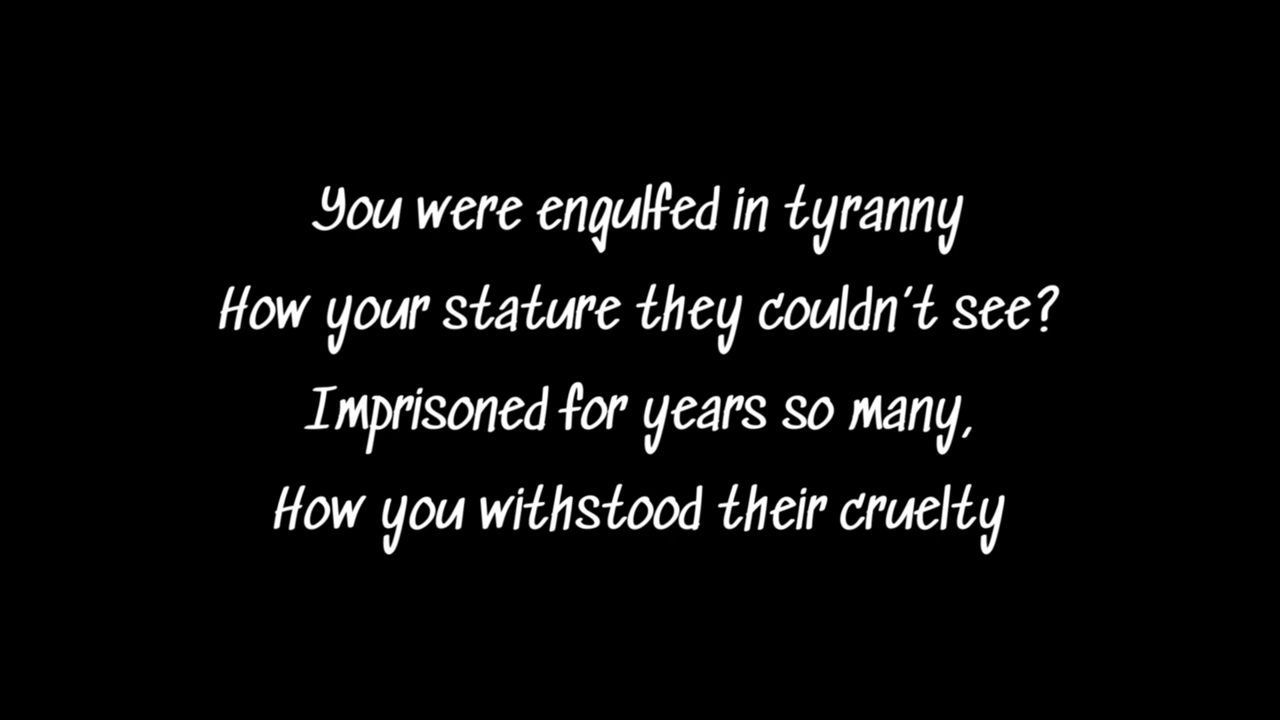 You were engulfed in tyranny
How your stature they couldn't see?
Imprisoned for years so many,
How you withstood their cruelty